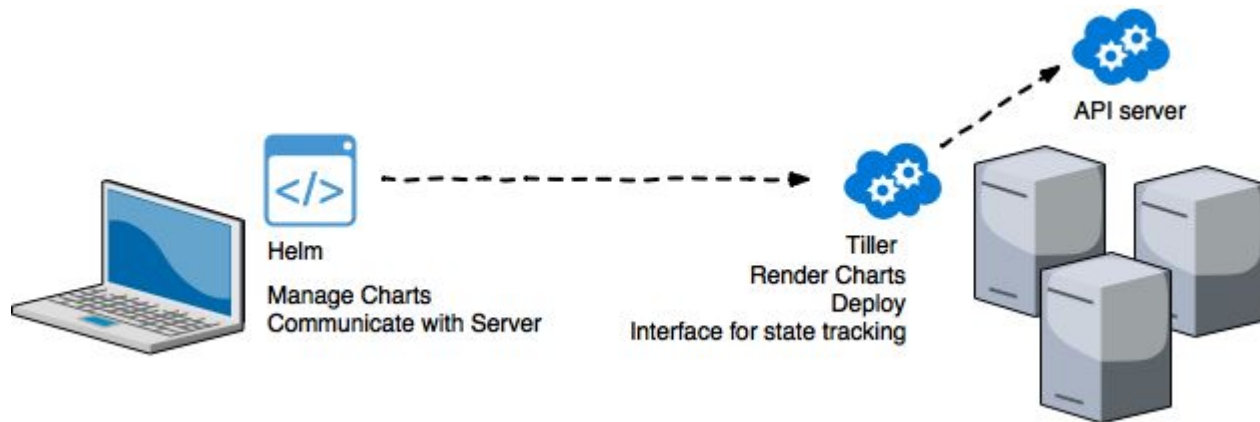 API server
</>
Helm
Manage Charts
Communicate with Server
Tiller
Render Charts
Deploy
Interface for state tracking